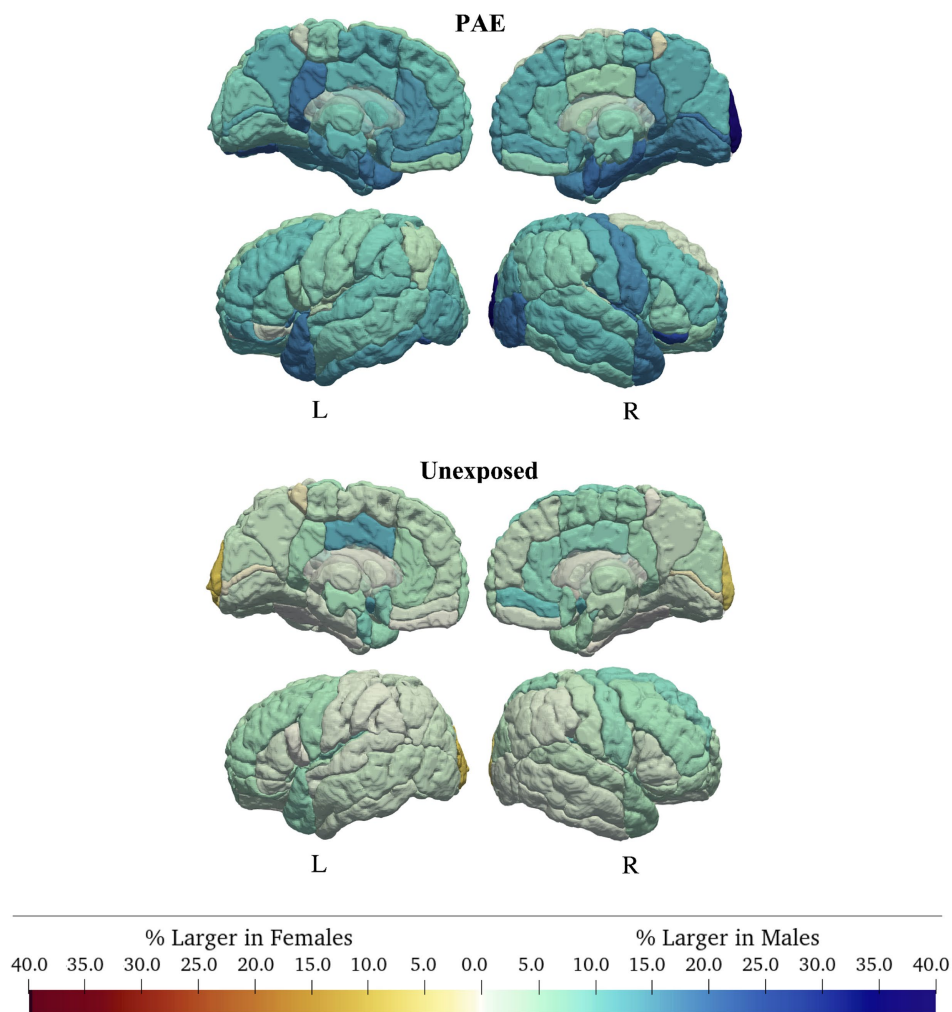 PAE
L R
Unexposed
L R
% Larger in Females % Larger in Males
40.0 35.0 30.0 25.0 20.0 15.0 10.0 5.0 0.0 5.0 10.0 15.0 20.0 25.0 30.0 35.0 40.0